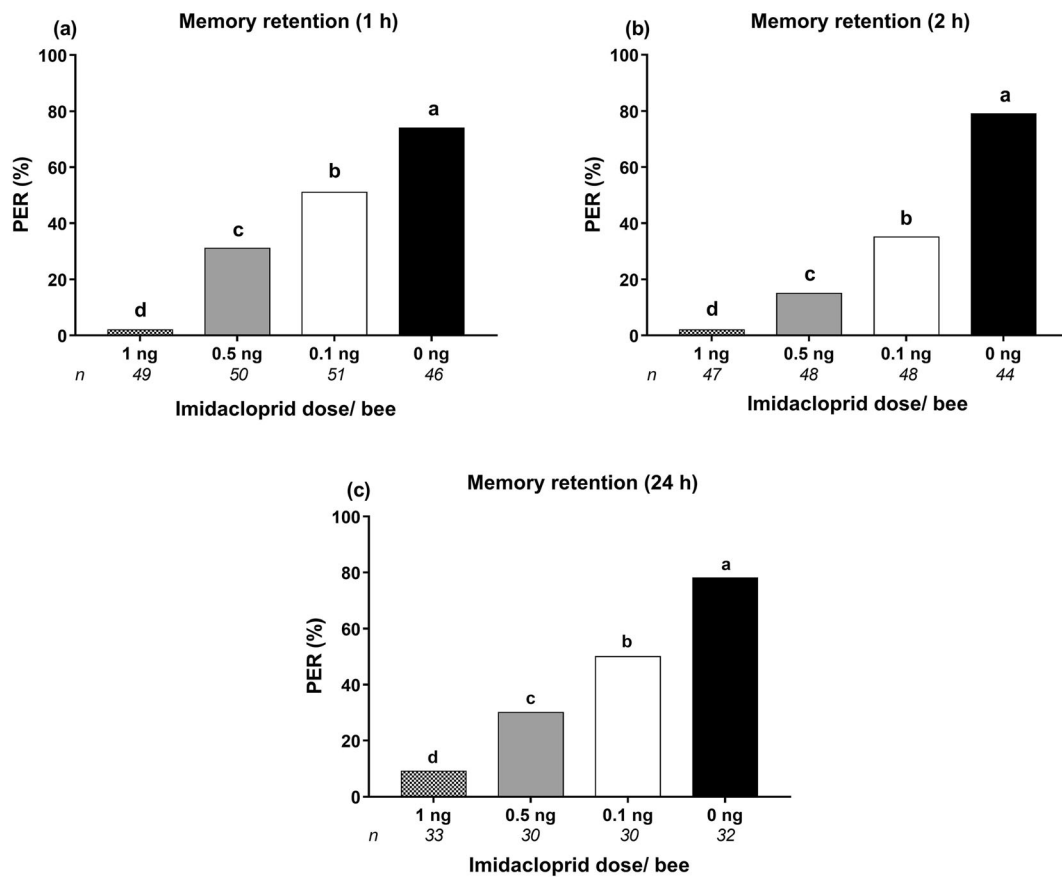 (a)
Memory retention (1 h)
100
80
60
40
20
0
PER (%)
d
c
b
a
1 ng 0.5 ng 0.1 ng 0 ng
n 49 50 51 46
Imidacloprid dose/ bee
(b)
Memory retention (2 h)
100
80
60
40
20
0
PER (%)
d
c
b
a
1 ng 0.5 ng 0.1 ng 0 ng
n 47 48 48 44
Imidacloprid dose/ bee
(c)
Memory retention (24 h)
100
80
60
40
20
0
PER (%)
d
c
b
a
1 ng 0.5 ng 0.1 ng 0 ng
n 33 30 30 32
Imidacloprid dose/ bee